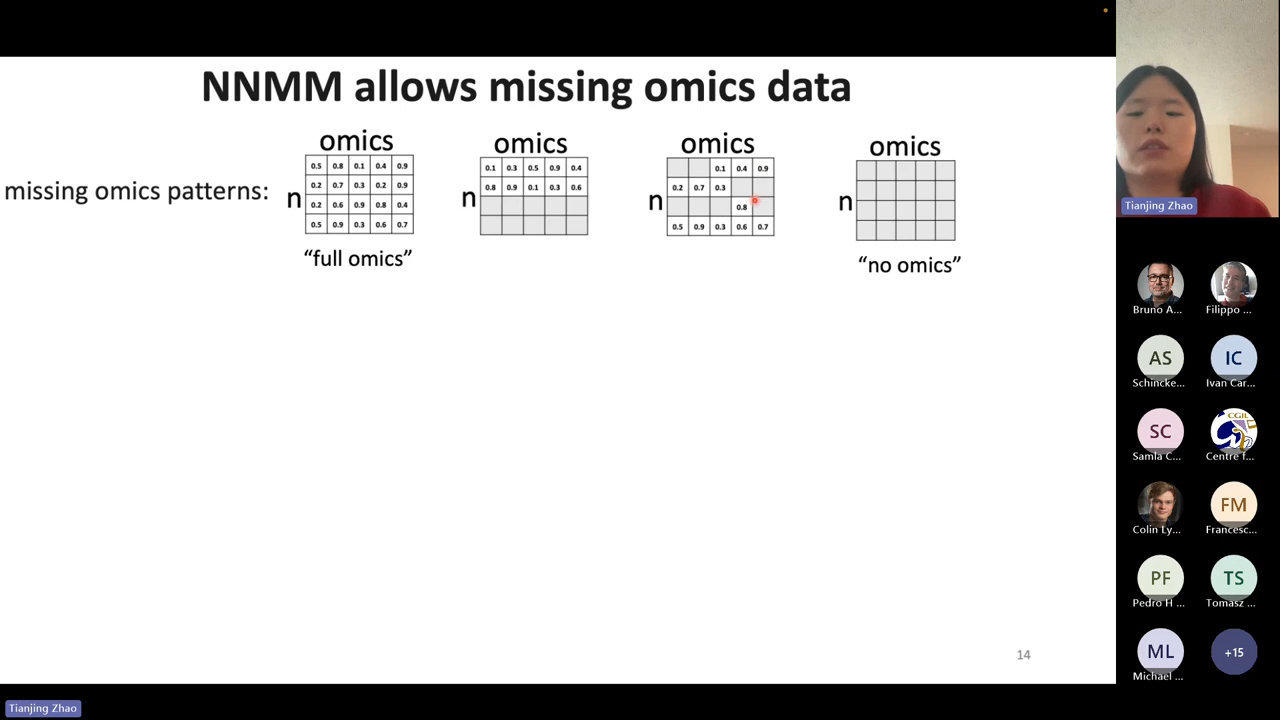 NNMM allows missing omics data
omics omics omics omics
missing omics patterns:
n n n n
0.5 0.8 0.1 0.4 0.9
0.2 0.7 0.3 0.2 0.9
0.2 0.6 0.9 0.8 0.4
0.5 0.9 0.3 0.6 0.7
0.1 0.3 0.5 0.9 0.4
0.8 0.9 0.1 0.3 0.6
0.1 0.4 0.9
0.2 0.7 0.3
0.8
0.5 0.9 0.3 0.6 0.7
“full omics”
“no omics”
14
Tianjing Zhao
Bruno A... Filippo ...
AS IC
Schincke... Ivan Car...
SC CGIL
Samla C... Centre f...
Colin Ly... FM
Francesc...
PF TS
Pedro H ... Tomasz ...
ML +15
Michael ...
Tianjing Zhao